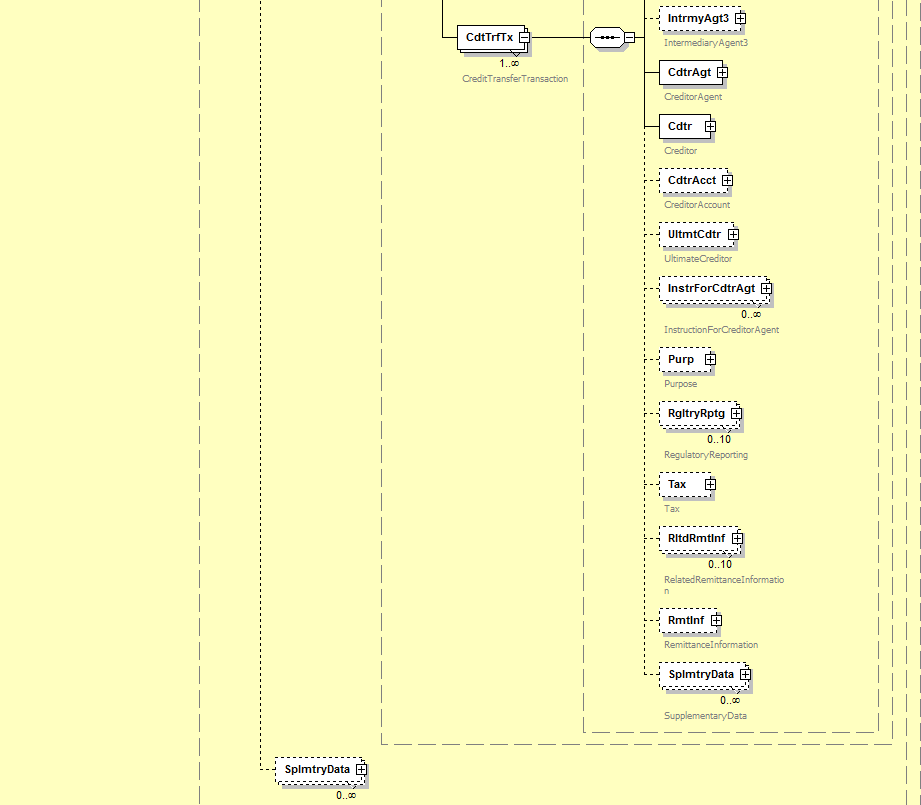 IntrmyAgt3
IntermediaryAgent3
CdtTrfTx
1..∞
CreditTransferTransaction
CdtrAgt
CreditorAgent
Cdtr
Creditor
CdtrAcct
CreditorAccount
UltmtCdtr
UltimateCreditor
InstrForCdtrAgt
0..∞
InstructionForCreditorAgent
Purp
Purpose
RgltryRptg
0..10
RegulatoryReporting
Tax
Tax
RltdRmtInf
0..10
RelatedRemittanceInformatio
n
RmtInf
RemittanceInformation
SplmtryData
0..∞
SupplementaryData
SplmtryData
0..∞